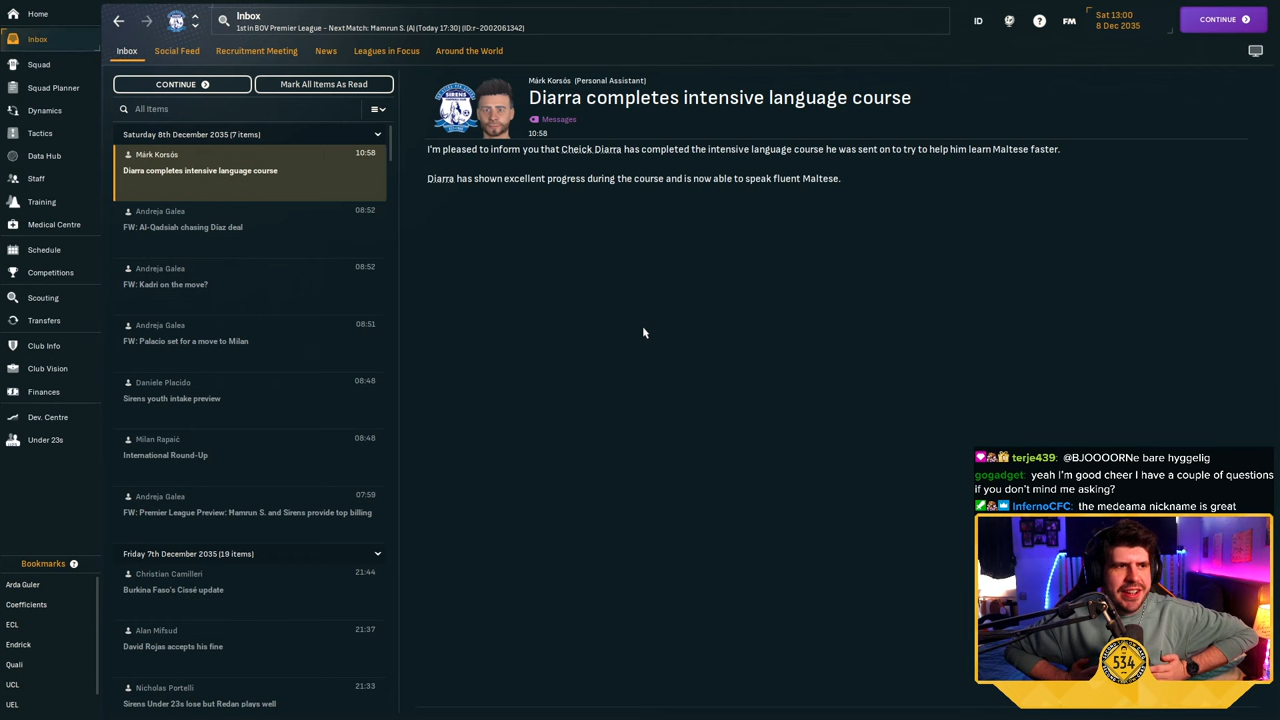 Home
Inbox
Squad
Squad Planner
Dynamics
Tactics
Data Hub
Staff
Training
Medical Centre
Schedule
Competitions
Scouting
Transfers
Club Info
Club Vision
Finances
Dev. Centre
Under 23s
Bookmarks ?
Arda Guler
Coefficients
ECL
Endrick
Quali
UCL
UEL
Inbox
1st in BOV Premier League - Next Match: Hamrun S. (A) (Today 17:30) (ID:r-2002061342)
ID
?
FM
Sat 13:00
8 Dec 2035
CONTINUE
Inbox
Social Feed
Recruitment Meeting
News
Leagues in Focus
Around the World
CONTINUE
Mark All Items As Read
All Items
Saturday 8th December 2035 (7 items)
Márk Korsós 10:58
Diarra completes intensive language course
Andreja Galea 08:52
FW: Al-Qadsiah chasing Díaz deal
Andreja Galea 08:52
FW: Kadri on the move?
Andreja Galea 08:51
FW: Palacio set for a move to Milan
Daniele Placido 08:48
Sirens youth intake preview
Milan Rapaić 08:48
International Round-Up
Andreja Galea 07:59
FW: Premier League Preview: Hamrun S. and Sirens provide top billing
Friday 7th December 2035 (19 items)
Christian Camilleri 21:44
Burkina Faso's Cissé update
Alan Mifsud 21:37
David Rojas accepts his fine
Nicholas Portelli 21:33
Sirens Under 23s lose but Redan plays well
SIRENS
Márk Korsós (Personal Assistant)
Diarra completes intensive language course
Messages
10:58
I'm pleased to inform you that Cheick Diarra has completed the intensive language course he was sent on to try to help him learn Maltese faster.
Diarra has shown excellent progress during the course and is now able to speak fluent Maltese.
terje439: @BJOOOORNe bare hyggelig
gogadget: yeah I'm good cheer I have a couple of questions
if you don't mind me asking?
InfernoCFC: the medeama nickname is great
534